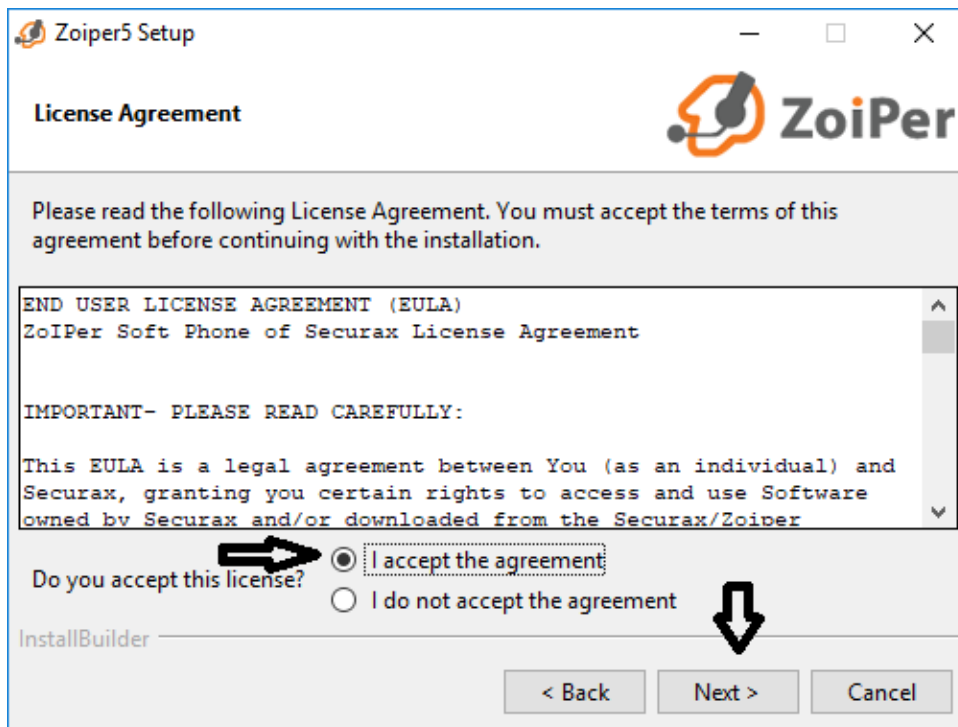 Zoiper5 Setup
License Agreement
ZoiPer
Please read the following License Agreement. You must accept the terms of this
agreement before continuing with the installation.
END USER LICENSE AGREEMENT (EULA)
ZoIPer Soft Phone of Securax License Agreement
IMPORTANT- PLEASE READ CAREFULLY:
This EULA is a legal agreement between You (as an individual) and
Securax, granting you certain rights to access and use Software
owned by Securax and/or downloaded from the Securax/Zoiper
Do you accept this license?
I accept the agreement
I do not accept the agreement
InstallBuilder
< Back
Next >
Cancel